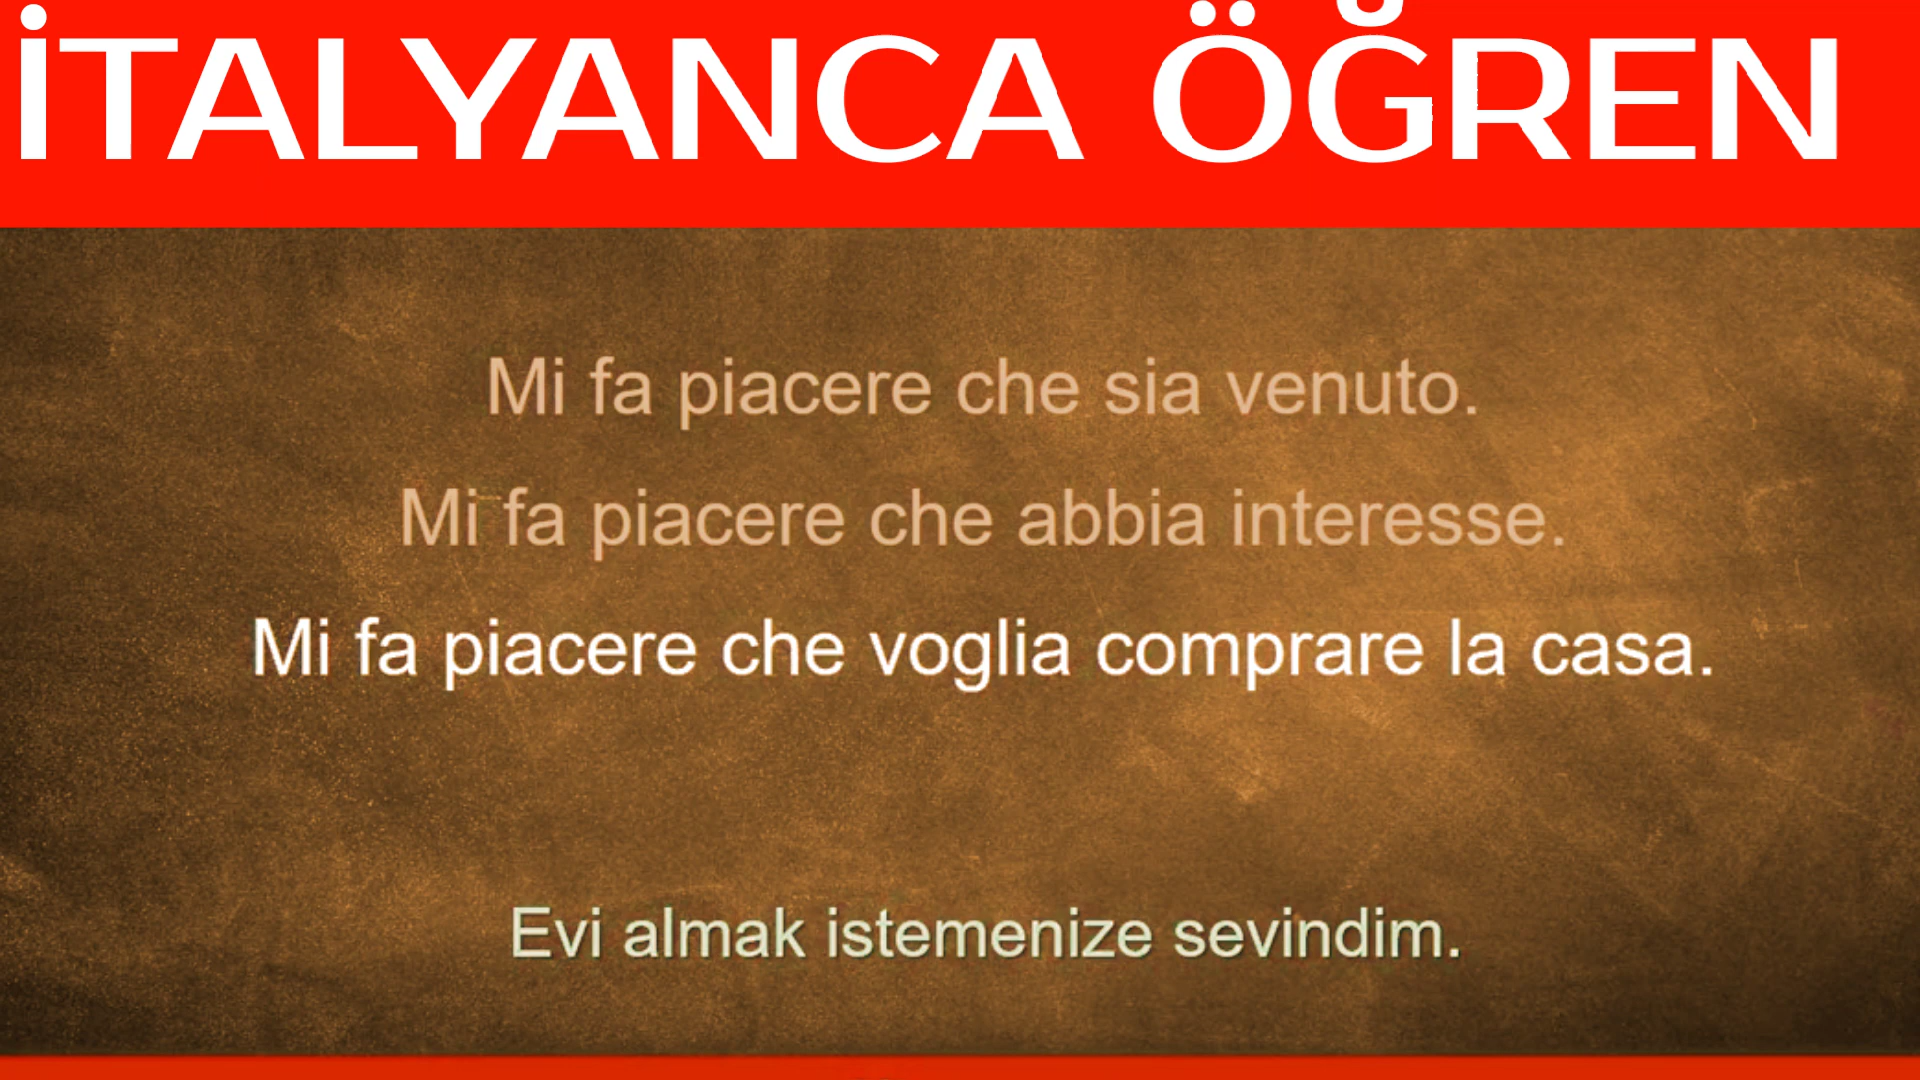 İTALYANCA ÖĞREN
Mi fa piacere che sia venuto.
Mi fa piacere che abbia interesse.
Mi fa piacere che voglia comprare la casa.
Evi almak istemenize sevindim.